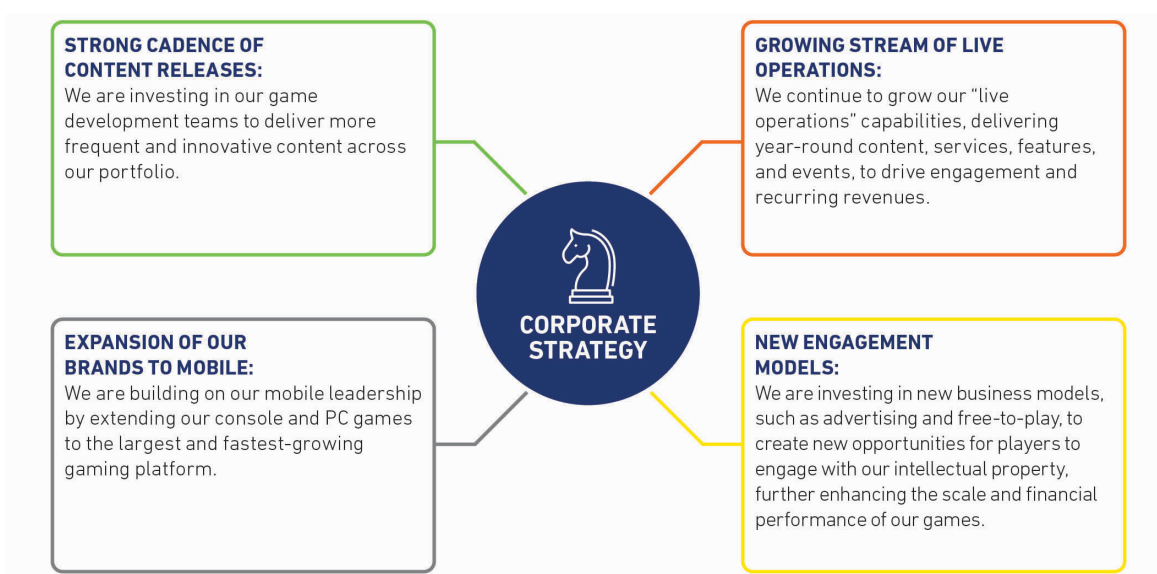 STRONG CADENCE OF
CONTENT RELEASES:
We are investing in our game
development teams to deliver more
frequent and innovative content across
our portfolio.
GROWING STREAM OF LIVE
OPERATIONS:
We continue to grow our “live
operations” capabilities, delivering
year-round content, services, features,
and events, to drive engagement and
recurring revenues.
CORPORATE
STRATEGY
EXPANSION OF OUR
BRANDS TO MOBILE:
We are building on our mobile leadership
by extending our console and PC games
to the largest and fastest-growing
gaming platform.
NEW ENGAGEMENT
MODELS:
We are investing in new business models,
such as advertising and free-to-play, to
create new opportunities for players to
engage with our intellectual property,
further enhancing the scale and financial
performance of our games.